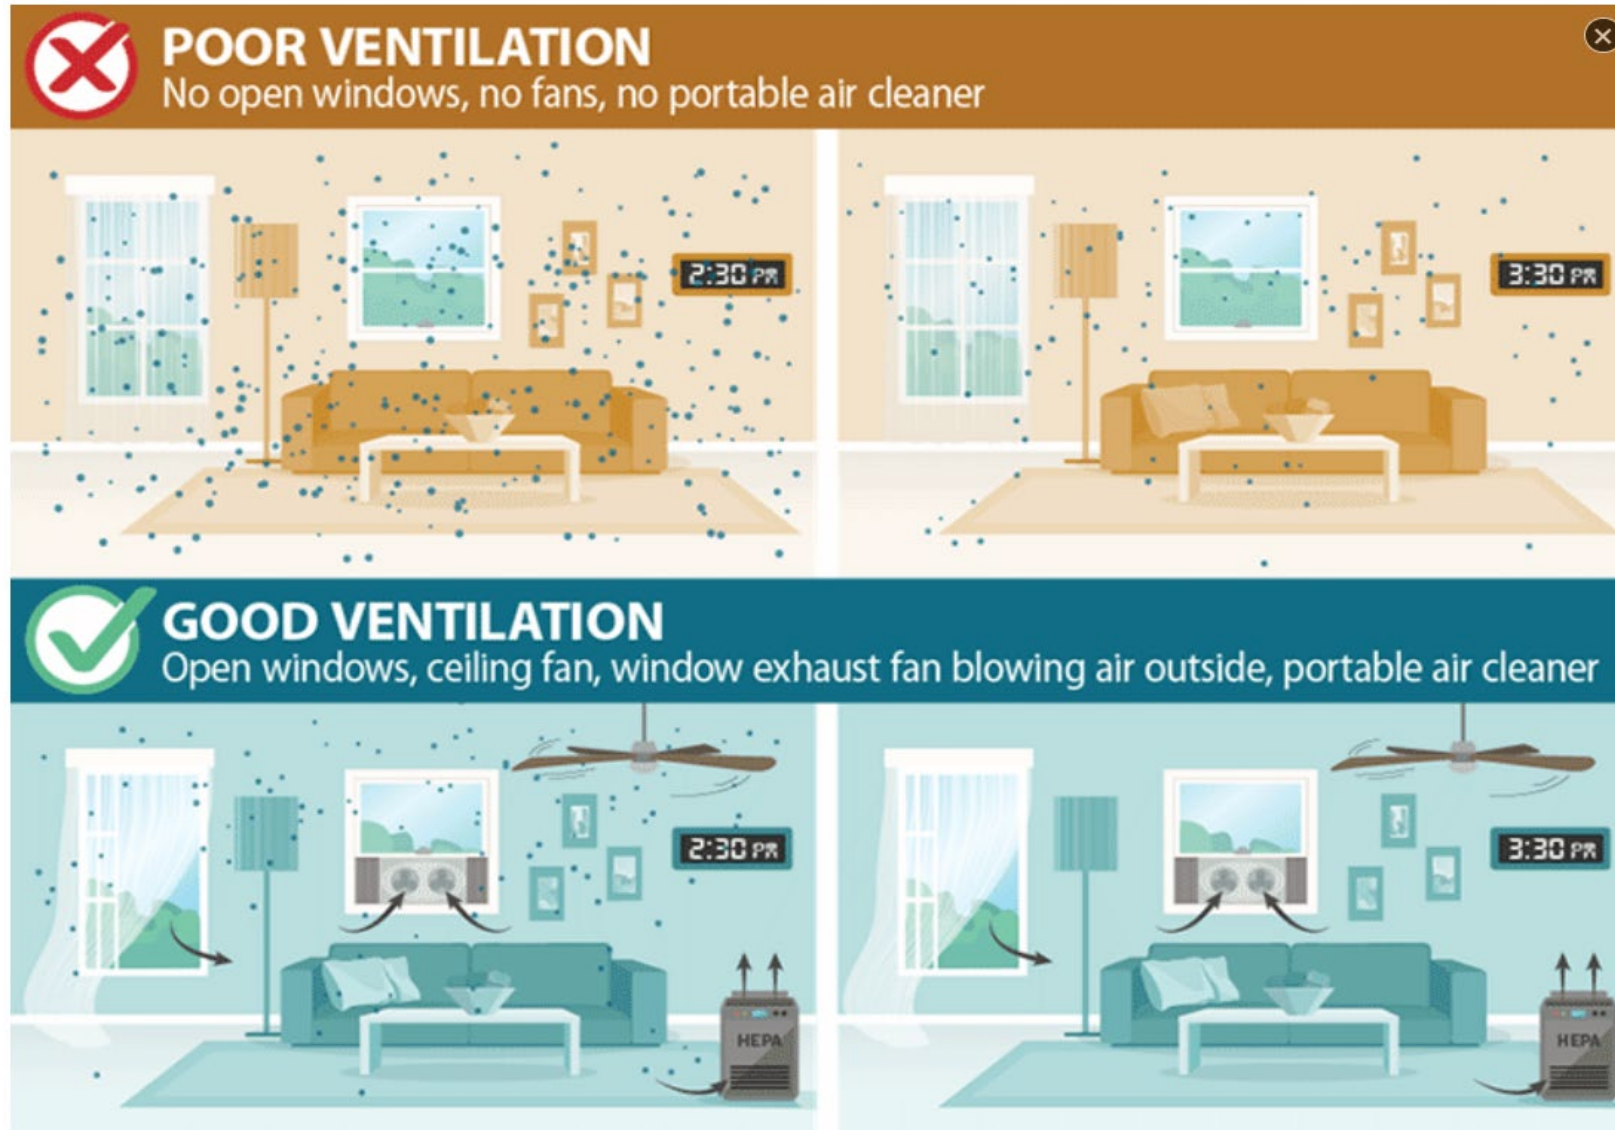 POOR VENTILATION
No open windows, no fans, no portable air cleaner
2:30 PM
3:30 PM
GOOD VENTILATION
Open windows, ceiling fan, window exhaust fan blowing air outside, portable air cleaner
2:30 PM
3:30 PM
HEPA
HEPA